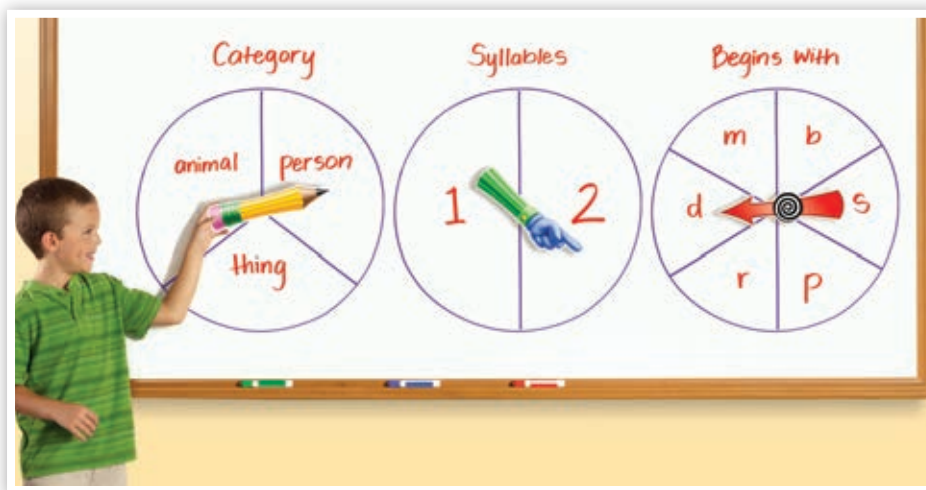 Category
Syllables
Begins with
animal
person
thing
1
2
m
b
d
s
r
p